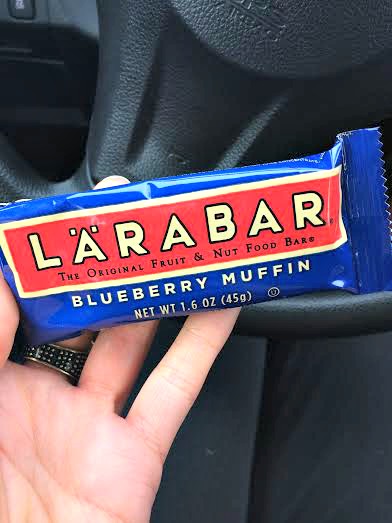 LÄRABAR®
The Original Fruit & Nut Food Bar®
BLUEBERRY MUFFIN
NET WT 1.6 OZ (45g) Ⓤ